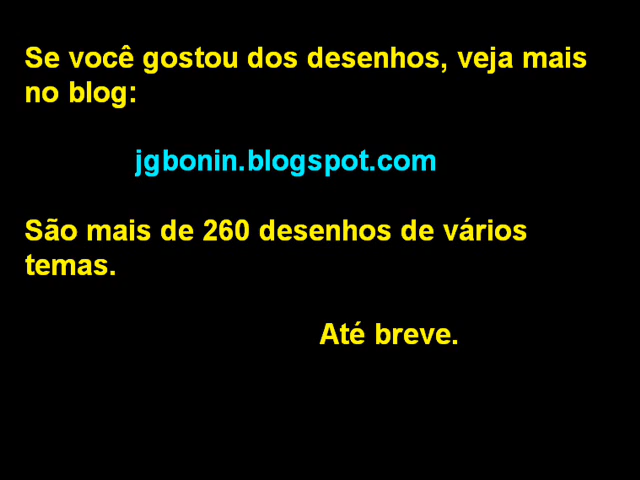 Se você gostou dos desenhos, veja mais
no blog:
jgbonin.blogspot.com
São mais de 260 desenhos de vários
temas.
Até breve.